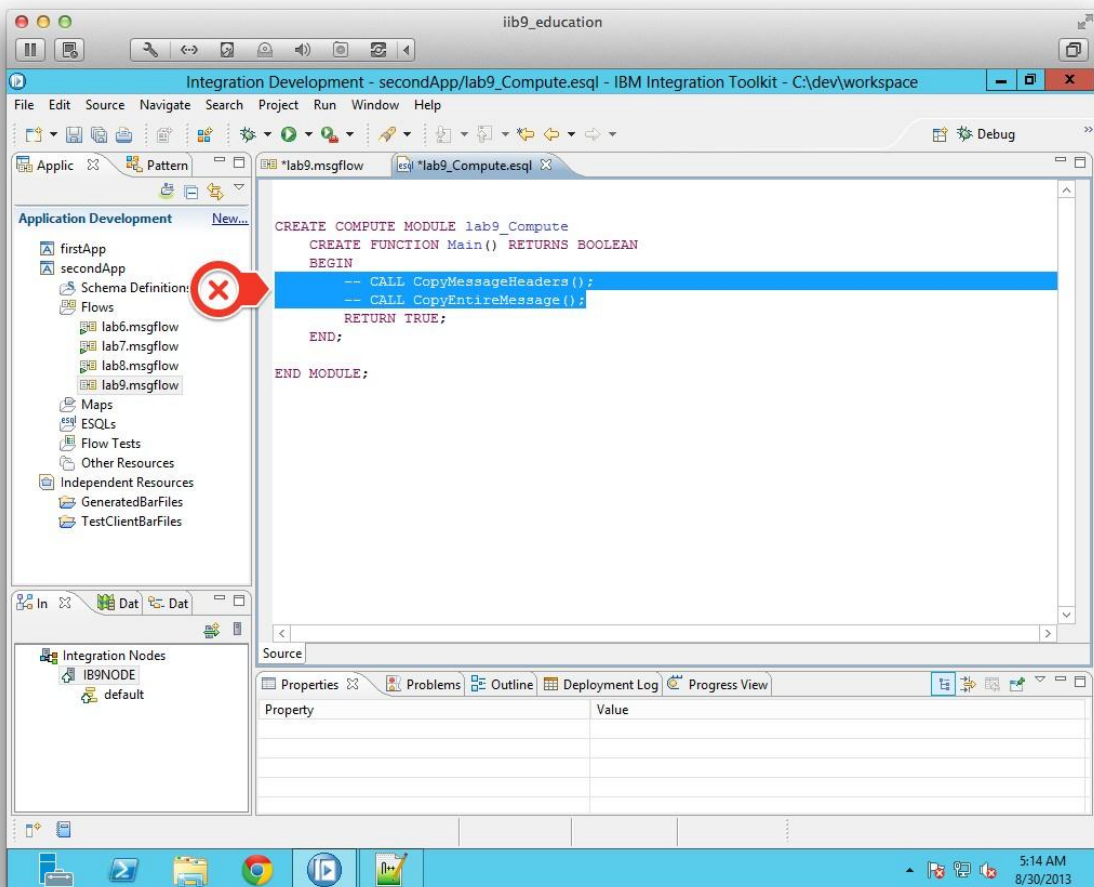 iib9_education
Integration Development - secondApp/lab9_Compute.esql - IBM Integration Toolkit - C:\dev\workspace
File Edit Source Navigate Search Project Run Window Help
Debug
Applic Pattern *lab9.msgflow *lab9_Compute.esql
Application Development New...
firstApp
secondApp
Schema Definition
Flows
lab6.msgflow
lab7.msgflow
lab8.msgflow
lab9.msgflow
Maps
ESQLs
Flow Tests
Other Resources
Independent Resources
GeneratedBarFiles
TestClientBarFiles
CREATE COMPUTE MODULE lab9_Compute
CREATE FUNCTION Main() RETURNS BOOLEAN
BEGIN
-- CALL CopyMessageHeaders();
-- CALL CopyEntireMessage();
RETURN TRUE;
END;
END MODULE;
Source
In Dat Dat
Integration Nodes
IB9NODE
default
Properties Problems Outline Deployment Log Progress View
Property Value
5:14 AM
8/30/2013